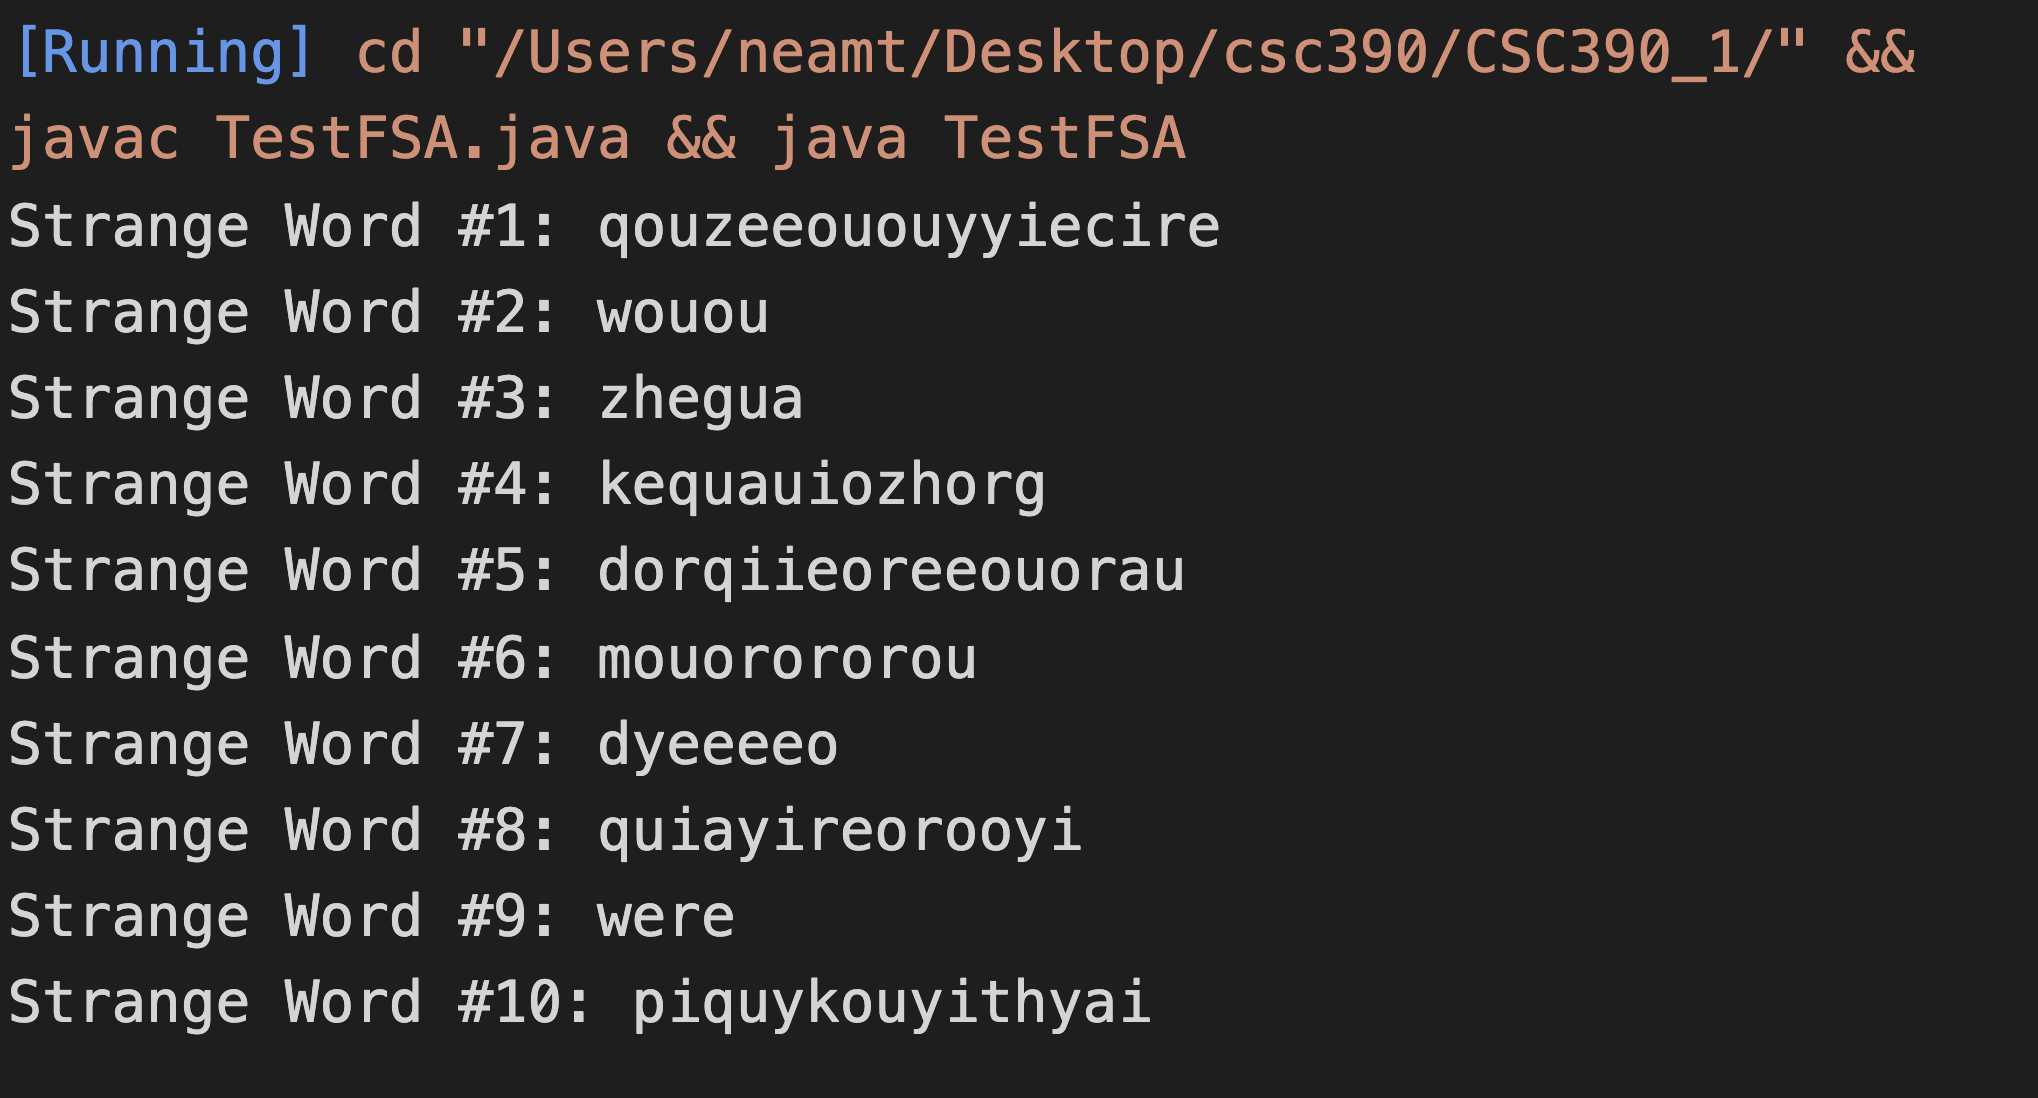 [Running] cd "/Users/neamt/Desktop/csc390/CSC390_1/" &&
javac TestFSA.java && java TestFSA
Strange Word #1: qouzeeououyyiecire
Strange Word #2: wouou
Strange Word #3: zhegua
Strange Word #4: kequauiozhorg
Strange Word #5: dorqiieoreeouorau
Strange Word #6: mouorororou
Strange Word #7: dyeeeeo
Strange Word #8: quiayireorooyi
Strange Word #9: were
Strange Word #10: piquykouyithyai